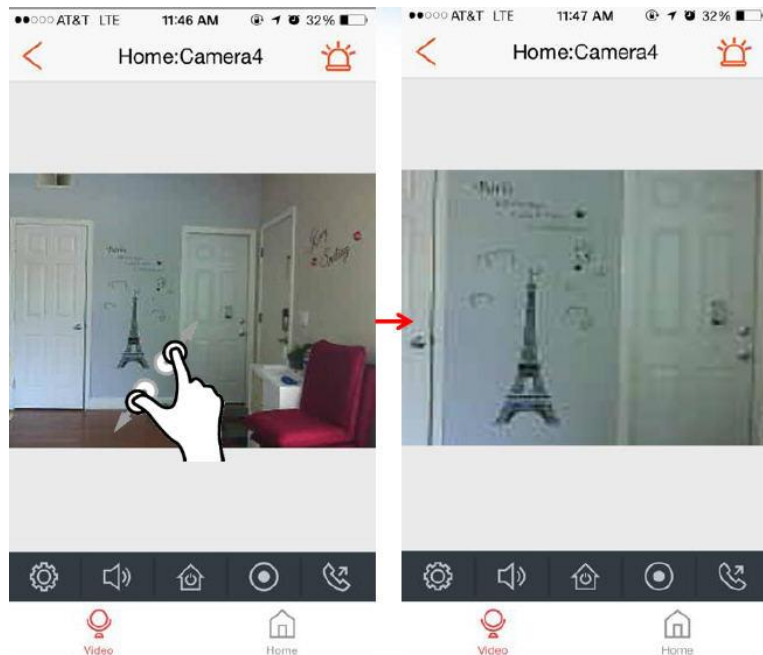 AT&T LTE 11:46 AM 32%
Home:Camera4
Paris
Video
Home
AT&T LTE 11:47 AM 32%
Home:Camera4
Paris
Video
Home